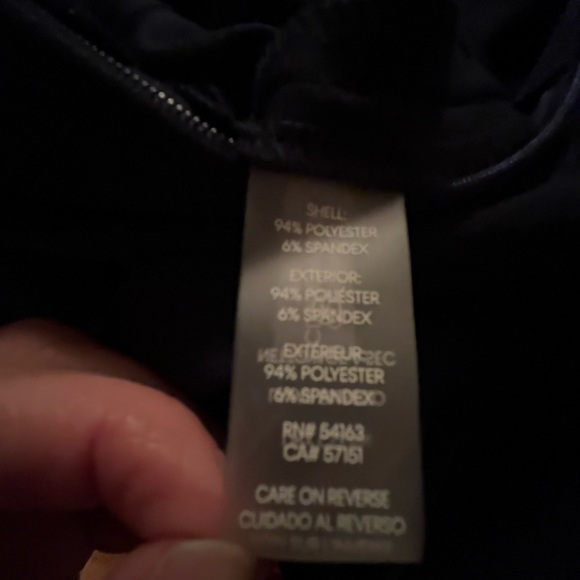 SHELL:
94% POLYESTER
6% SPANDEX
EXTERIOR:
94% POLIÉSTER
6% SPANDEX
EXTÉRIEUR:
94% POLYESTER
6% SPANDEX
RN# 54163
CA# 57151
CARE ON REVERSE
CUIDADO AL REVERSO